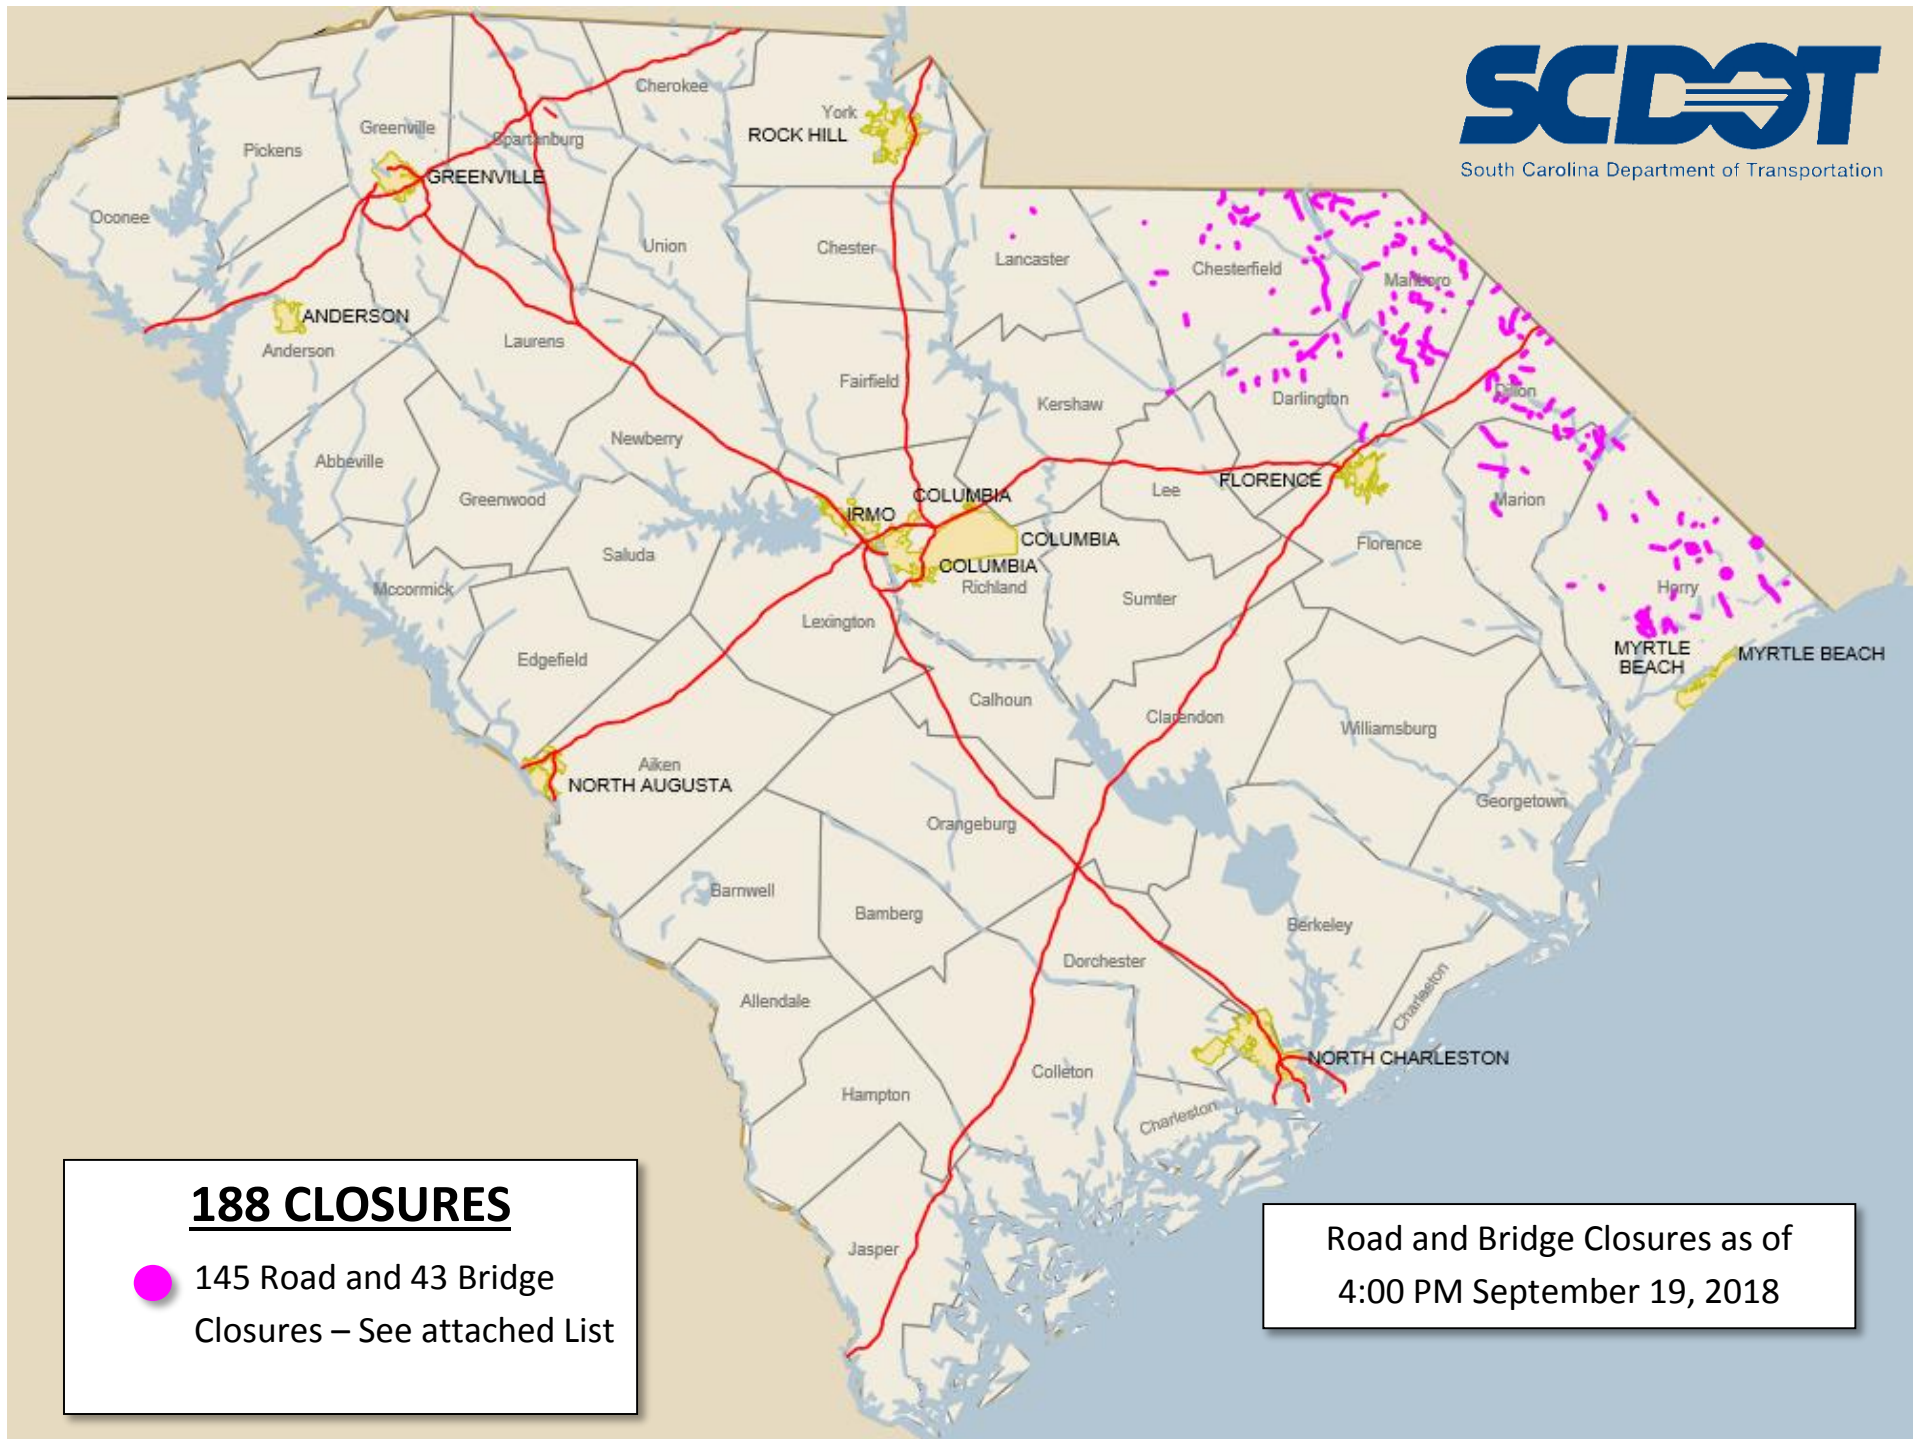 SCDOT
South Carolina Department of Transportation
Cherokee
York
ROCK HILL
Greenville
Spartanburg
Pickens
GREENVILLE
Oconee
Union
Chester
Lancaster
Chesterfield
Marlboro
ANDERSON
Anderson
Laurens
Fairfield
Kershaw
Darlington
Dillon
Newberry
Abbeville
Greenwood
COLUMBIA
IRMO
Lee
FLORENCE
Marion
Saluda
COLUMBIA
Florence
COLUMBIA
Richland
Mccormick
Sumter
Horry
Lexington
Edgefield
MYRTLE
BEACH
MYRTLE BEACH
Calhoun
Clarendon
Williamsburg
Aiken
NORTH AUGUSTA
Georgetown
Orangeburg
Barnwell
Bamberg
Berkeley
Dorchester
Allendale
Charleston
NORTH CHARLESTON
Colleton
Hampton
Charleston
Jasper
188 CLOSURES
145 Road and 43 Bridge
Closures – See attached List
Road and Bridge Closures as of
4:00 PM September 19, 2018